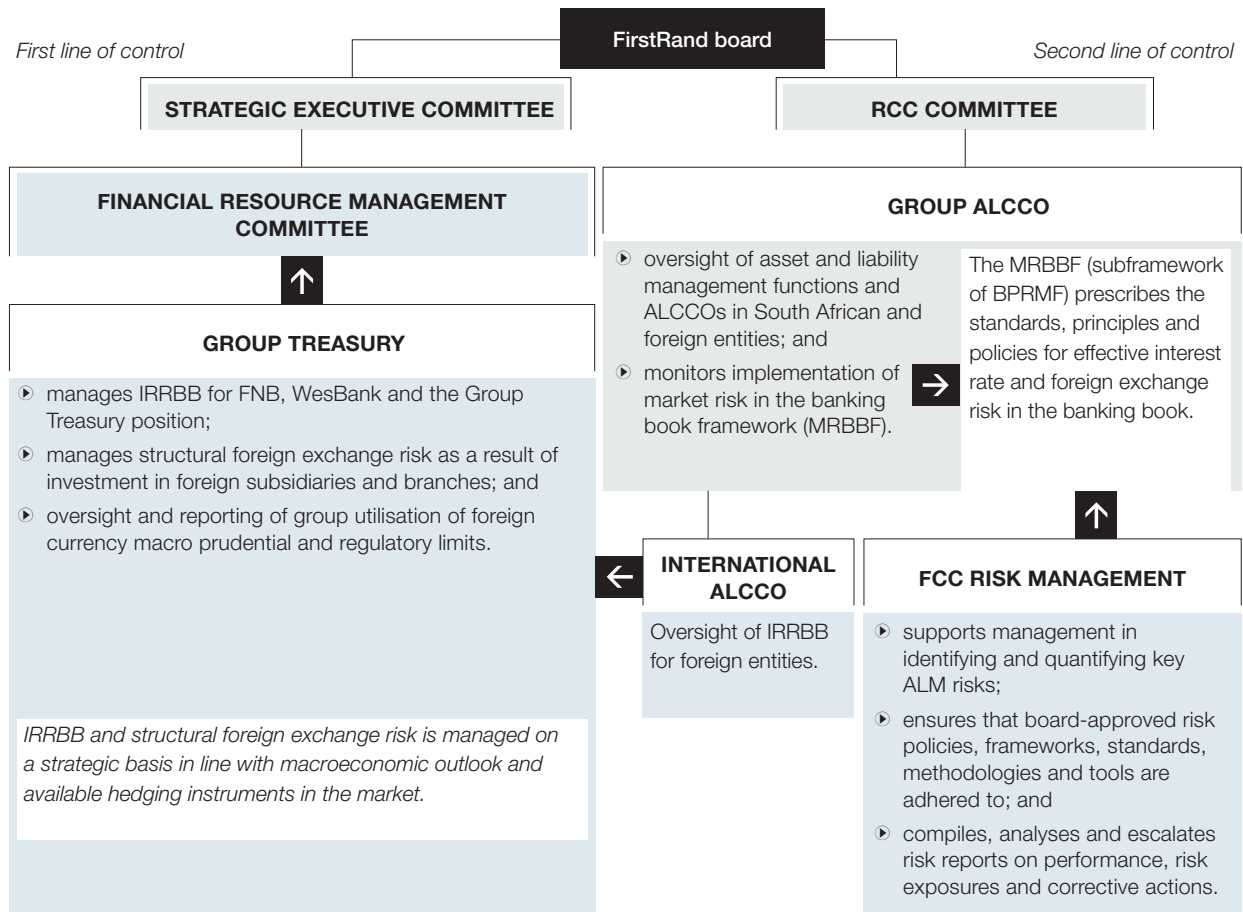 FirstRand board
First line of control
Second line of control
STRATEGIC EXECUTIVE COMMITTEE
RCC COMMITTEE
FINANCIAL RESOURCE MANAGEMENT
COMMITTEE
GROUP TREASURY
manages IRRBB for FNB, WesBank and the Group
Treasury position;
manages structural foreign exchange risk as a result of
investment in foreign subsidiaries and branches; and
oversight and reporting of group utilisation of foreign
currency macro prudential and regulatory limits.
IRRBB and structural foreign exchange risk is managed on
a strategic basis in line with macroeconomic outlook and
available hedging instruments in the market.
GROUP ALCCO
oversight of asset and liability
management functions and
ALCCOs in South African and
foreign entities; and
monitors implementation of
market risk in the banking
book framework (MRBBF).
The MRBBF (subframework
of BPRMF) prescribes the
standards, principles and
policies for effective interest
rate and foreign exchange
risk in the banking book.
INTERNATIONAL
ALCCO
Oversight of IRRBB
for foreign entities.
FCC RISK MANAGEMENT
supports management in
identifying and quantifying key
ALM risks;
ensures that board-approved risk
policies, frameworks, standards,
methodologies and tools are
adhered to; and
compiles, analyses and escalates
risk reports on performance, risk
exposures and corrective actions.